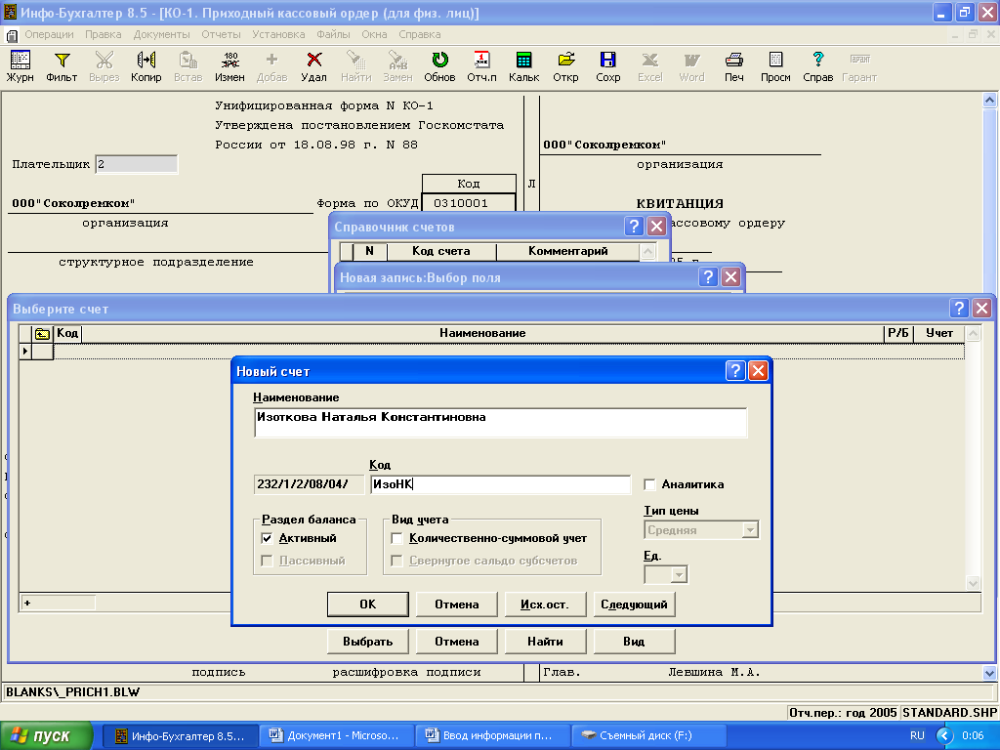 Инфо-Бухгалтер 8.5 - [КО-1. Приходный кассовый ордер (для физ. лиц)]
Операции Правка Документы Отчеты Установка Файлы Окна Справка
Журн Фильт Вырез Копир Встав Измен Добав Удал Найти Замен Обнов Отч.п Кальк Откр Сохр Excel Word Печ Просм Справ Гарант
Унифицированная форма N КО-1
Утверждена постановлением Госкомстата
России от 18.08.98 г. N 88
ООО"Соколремком"
Плательщик 2
организация
Код
Л
ООО"Соколремком"
Форма по ОКУД 0310001
КВИТАНЦИЯ
организация
ассовому ордеру
структурное подразделение
Справочник счетов
N Код счета Комментарий
Новая запись:Выбор поля
Выберите счет
Код Наименование Р/Б Учет
Новый счет
Наименование
Изоткова Наталья Константиновна
Код
232/1/2/08/04/ ИзоНК
Аналитика
Раздел баланса
Активный
Пассивный
Вид учета
Количественно-суммовой учет
Свернутое сальдо субсчетов
Тип цены
Средняя
Ед.
+
ОК Отмена Исх.ост. Следующий
Выбрать Отмена Найти Вид
подпись расшифровка подписи Глав. Левшина М.А.
BLANKS\_PRICH1.BLW
Отч.пер.: год 2005 STANDARD.SHP
пуск Инфо-Бухгалтер 8.5... Документ1 - Microso... Ввод информации п... Съемный диск (F:) RU 0:06